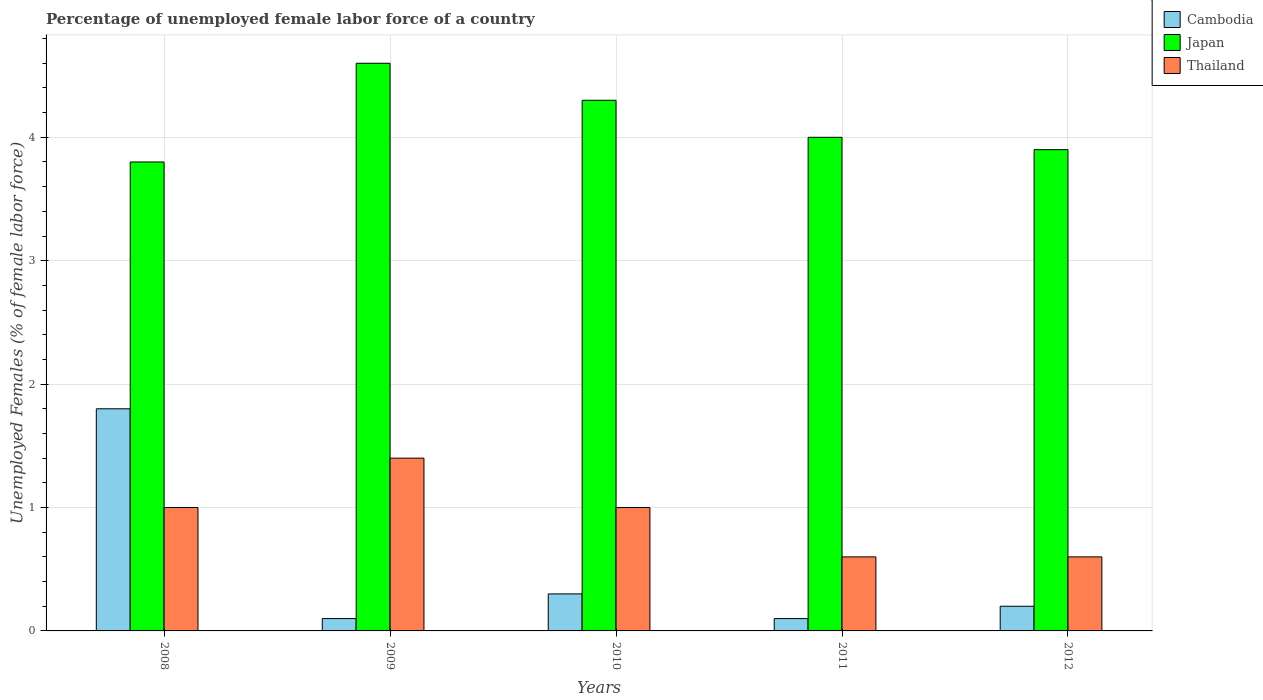 Percentage of unemployed female labor force of a country
Cambodia
Japan
Thailand
Unemployed Females (% of female labor force)
4
3
2
1
0
2008
2009
2010
2011
2012
Years